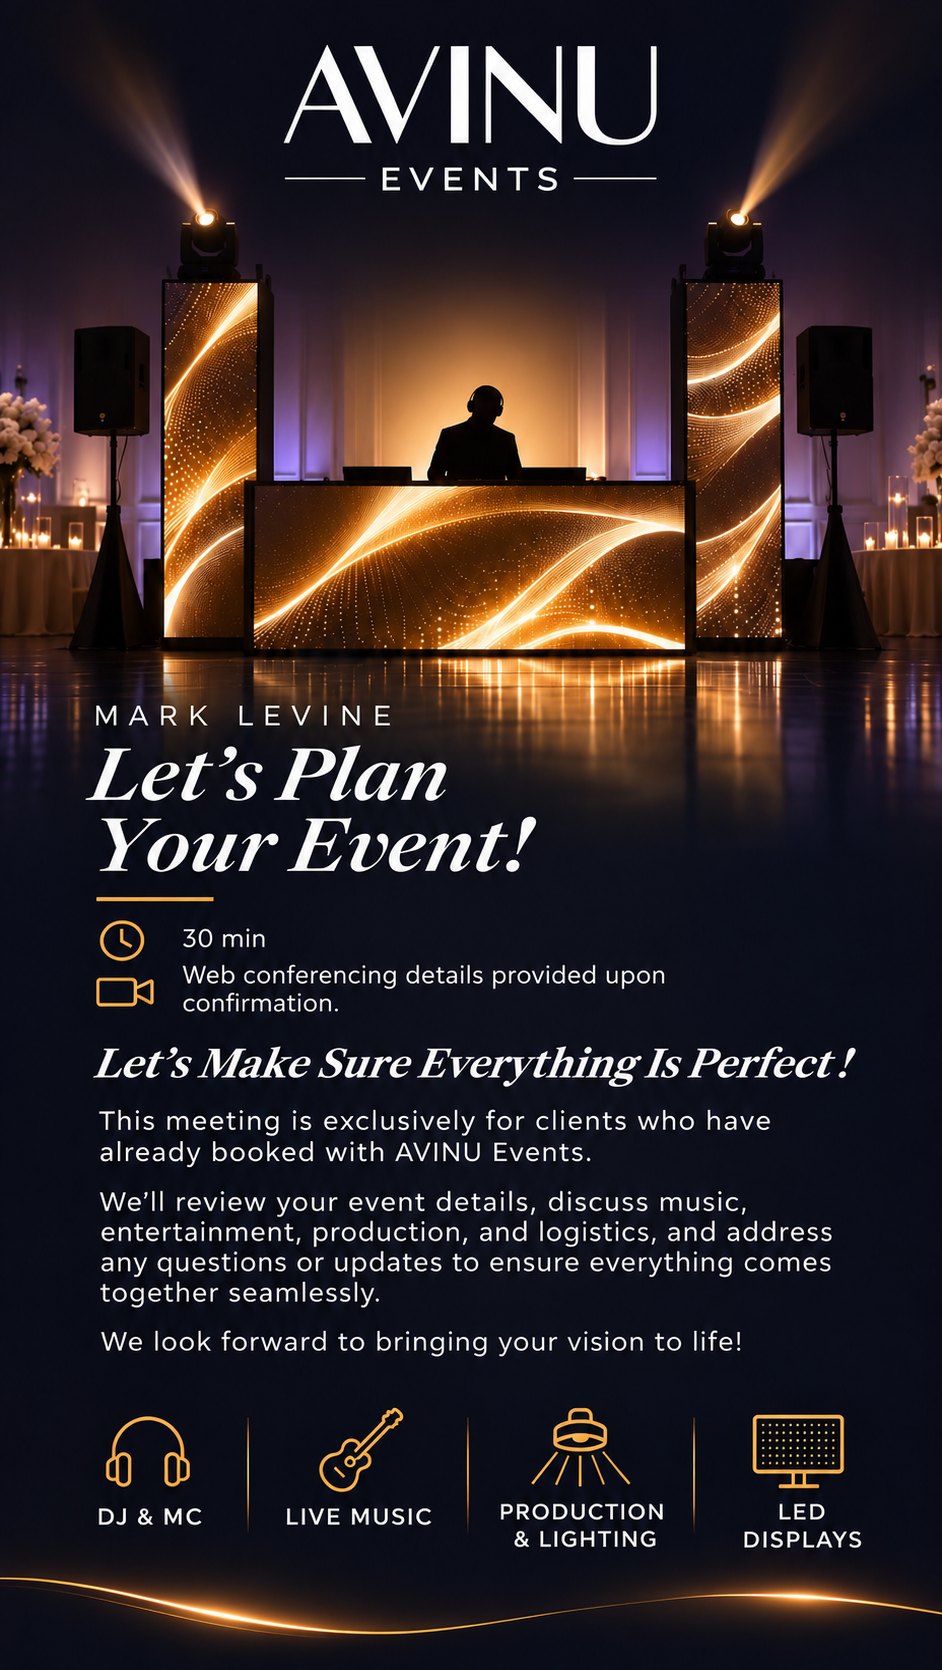 AVINU
EVENTS
MARK LEVINE
Let's Plan
Your Event!
30 min
Web conferencing details provided upon
confirmation.
Let's Make Sure Everything Is Perfect!
This meeting is exclusively for clients who have
already booked with AVINU Events.
We'll review your event details, discuss music,
entertainment, production, and logistics, and address
any questions or updates to ensure everything comes
together seamlessly.
We look forward to bringing your vision to life!
DJ & MC
LIVE MUSIC
PRODUCTION
& LIGHTING
LED
DISPLAYS